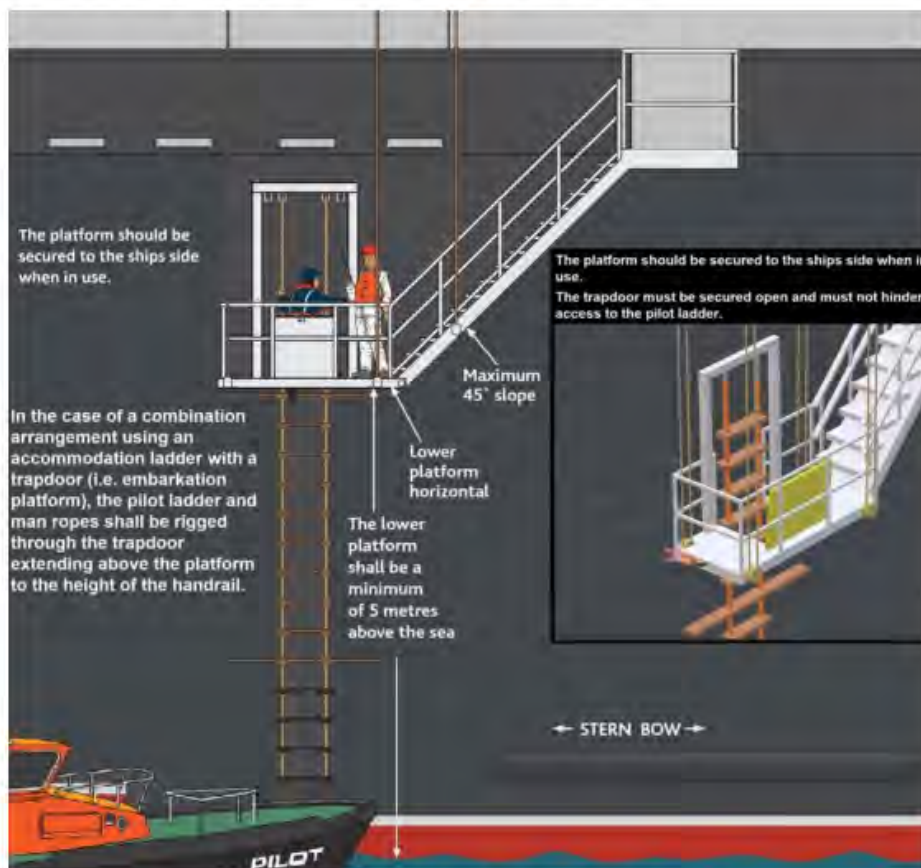 The platform should be
secured to the ships side
when in use.
The platform should be secured to the ships side when in
use.
The trapdoor must be secured open and must not hinder
access to the pilot ladder.
Maximum
45° slope
In the case of a combination
arrangement using an
accommodation ladder with a
trapdoor (i.e. embarkation
platform), the pilot ladder and
man ropes shall be rigged
through the trapdoor
extending above the platform
to the height of the handrail.
Lower
platform
horizontal
The lower
platform
shall be a
minimum
of 5 metres
above the sea
STERN BOW
PILOT